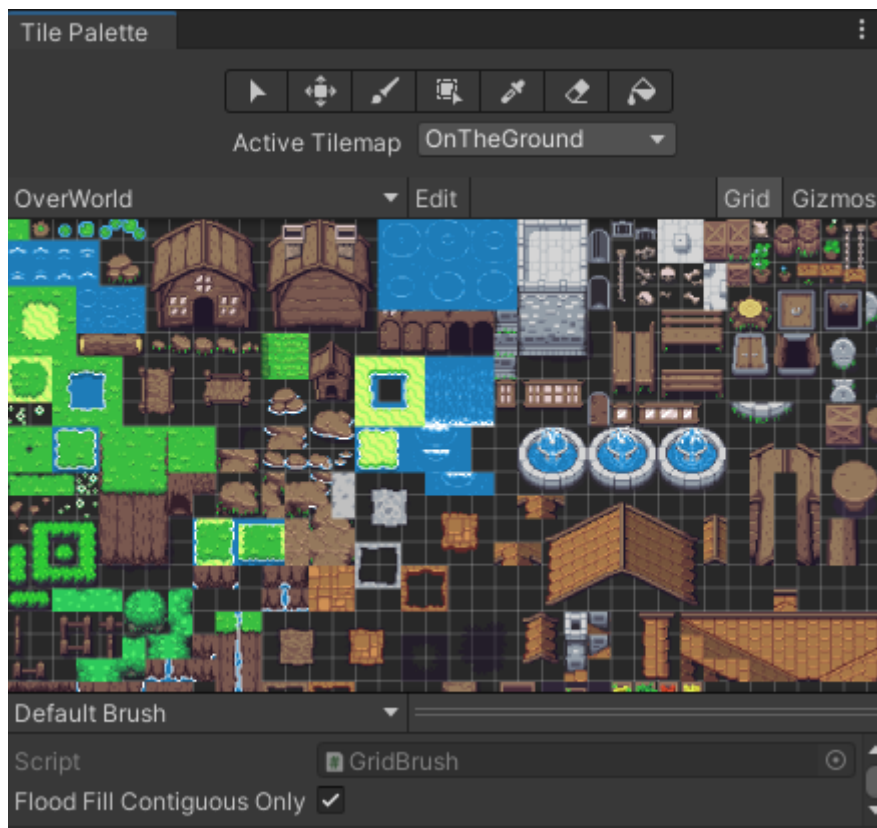 Tile Palette
Active Tilemap OnTheGround
OverWorld Edit Grid Gizmos
Default Brush
Script GridBrush
Flood Fill Contiguous Only